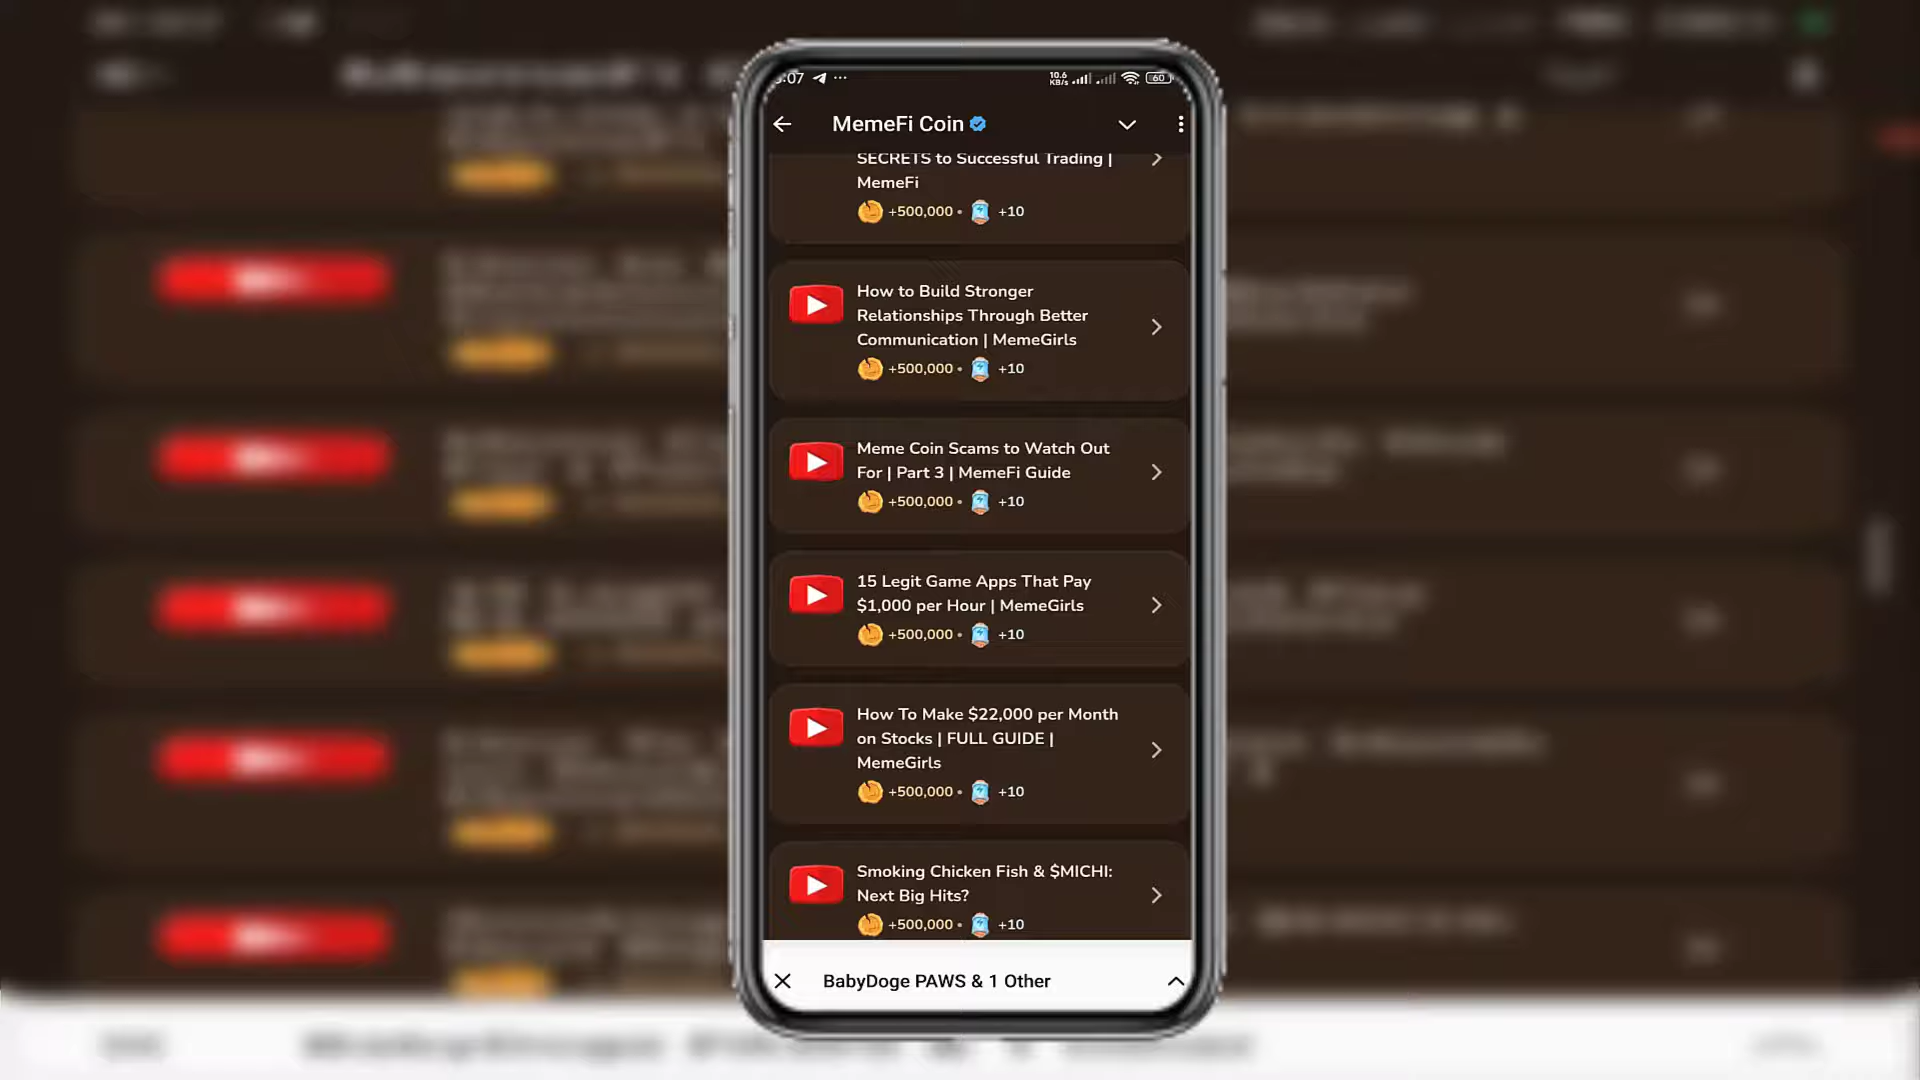 :07
10.6
KB/s
60
MemeFi Coin
SECRETS to Successful Trading |
MemeFi
+500,000 • +10
How to Build Stronger
Relationships Through Better
Communication | MemeGirls
+500,000 • +10
Meme Coin Scams to Watch Out
For | Part 3 | MemeFi Guide
+500,000 • +10
15 Legit Game Apps That Pay
$1,000 per Hour | MemeGirls
+500,000 • +10
How To Make $22,000 per Month
on Stocks | FULL GUIDE |
MemeGirls
+500,000 • +10
Smoking Chicken Fish & $MICHI:
Next Big Hits?
+500,000 • +10
BabyDoge PAWS & 1 Other